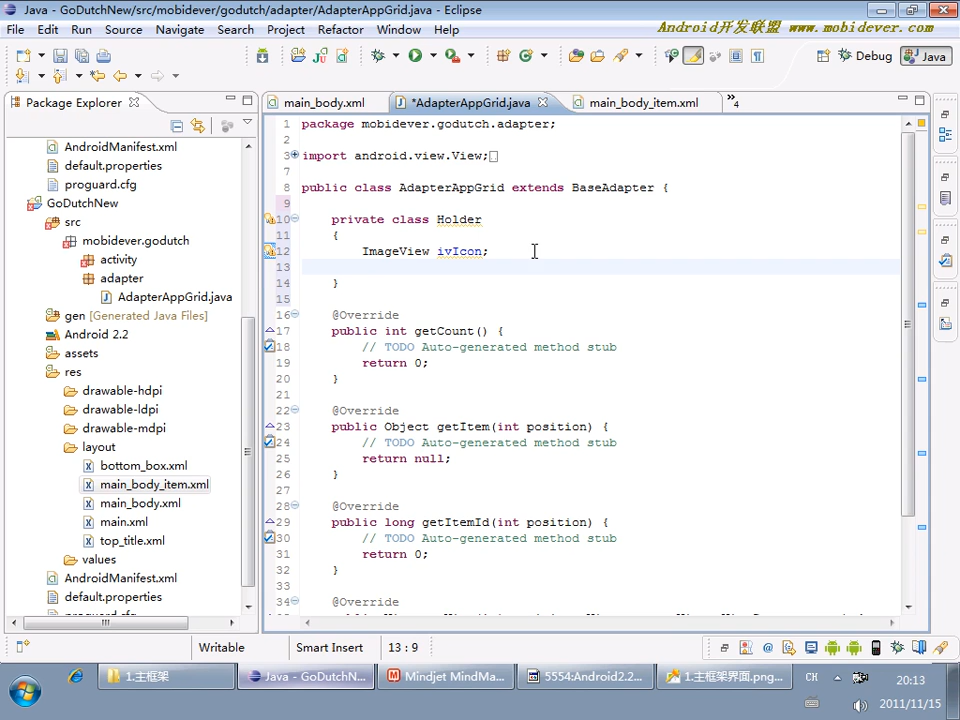 Java - GoDutchNew/src/mobidever/godutch/adapter/AdapterAppGrid.java - Eclipse
File Edit Run Source Navigate Search Project Refactor Window Help
Android开发联盟 www.mobidever.com
Debug Java
Package Explorer
main_body.xml *AdapterAppGrid.java main_body_item.xml »4
AndroidManifest.xml
default.properties
proguard.cfg
GoDutchNew
src
mobidever.godutch
activity
adapter
AdapterAppGrid.java
gen [Generated Java Files]
Android 2.2
assets
res
drawable-hdpi
drawable-ldpi
drawable-mdpi
layout
bottom_box.xml
main_body_item.xml
main_body.xml
main.xml
top_title.xml
values
AndroidManifest.xml
default.properties
proguard.cfg
1 package mobidever.godutch.adapter;
2
3 import android.view.View;
7
8 public class AdapterAppGrid extends BaseAdapter {
9
10 private class Holder
11 {
12 ImageView ivIcon;
13
14 }
15
16 @Override
17 public int getCount() {
18 // TODO Auto-generated method stub
19 return 0;
20 }
21
22 @Override
23 public Object getItem(int position) {
24 // TODO Auto-generated method stub
25 return null;
26 }
27
28 @Override
29 public long getItemId(int position) {
30 // TODO Auto-generated method stub
31 return 0;
32 }
33
34 @Override
Writable Smart Insert 13 : 9
1.主框架 Java - GoDutchN... Mindjet MindMa... 5554:Android2.2... 1.主框架界面.png... CH 20:13
2011/11/15